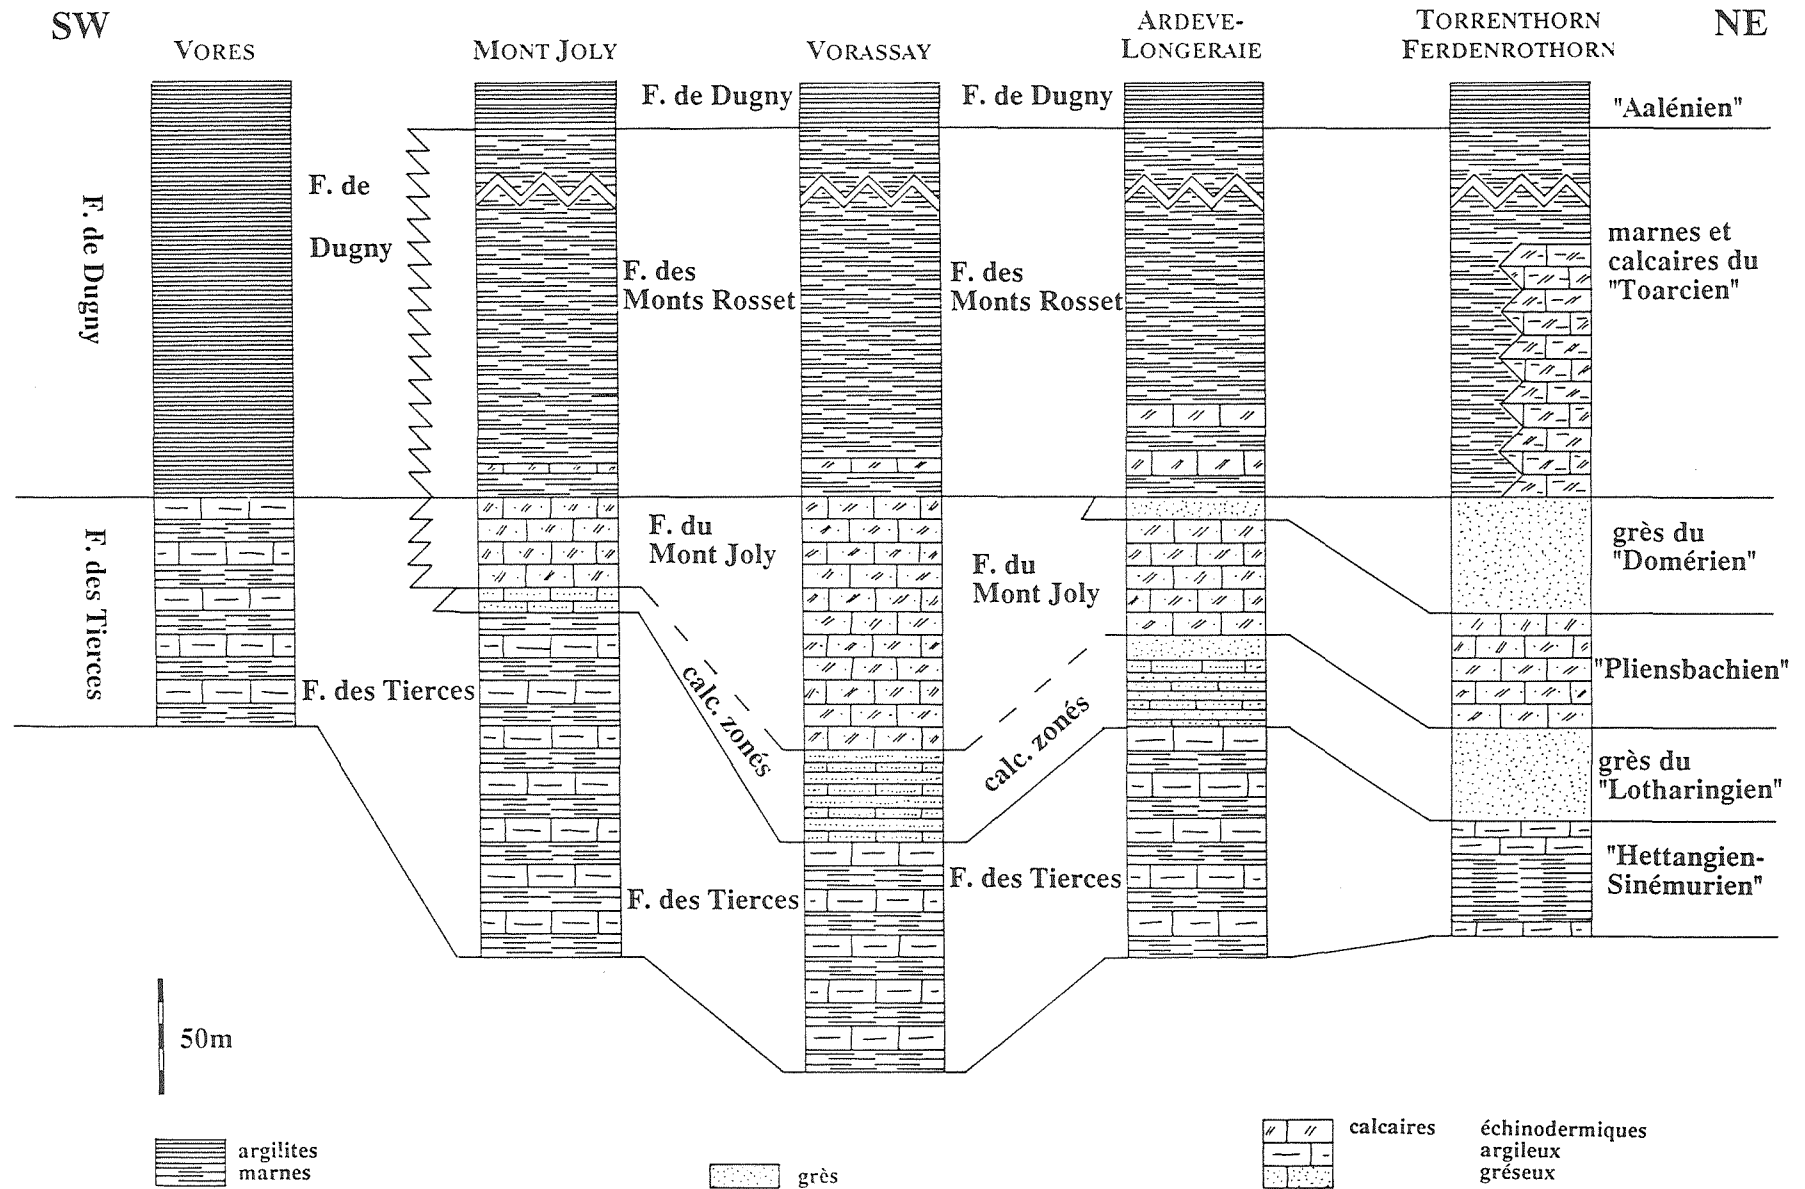 SW
NE
VORES
MONT JOLY
VORASSAY
ARDEVE-
LONGERAIE
TORRENTHORN
FERDENROTHORN
F. de Dugny
F. des Tierces
F. de
Dugny
F. des Tierces
F. de Dugny
F. des
Monts Rosset
F. du
Mont Joly
calc. zonés
F. des Tierces
F. de Dugny
F. des
Monts Rosset
F. du
Mont Joly
calc. zonés
F. des Tierces
"Aalénien"
marnes et
calcaires du
"Toarcien"
grès du
"Domérien"
"Pliensbachien"
grès du
"Lotharingien"
"Hettangien-
Sinémurien"
50m
argilites
marnes
grès
calcaires échinodermiques
argileux
gréseux